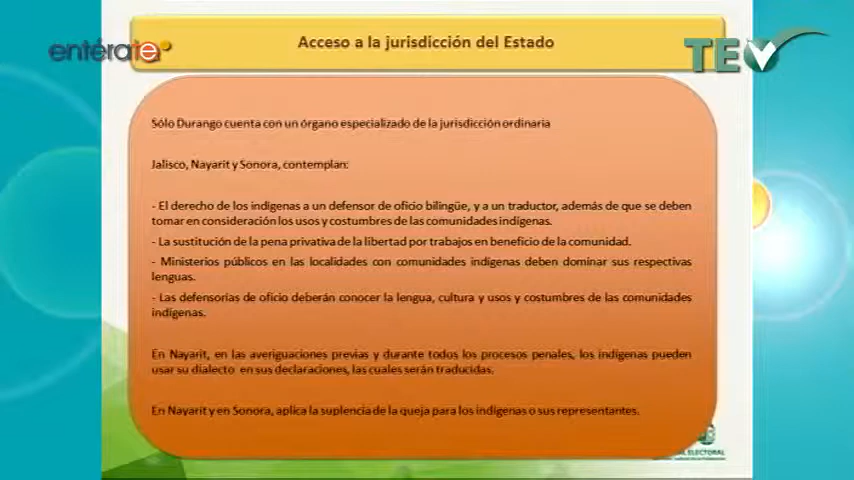 entérate
Acceso a la jurisdicción del Estado
TE
Sólo Durango cuenta con un órgano especializado de la jurisdicción ordinaria
Jalisco, Nayarit y Sonora, contemplan:
- El derecho de los indígenas a un defensor de oficio bilingüe, y a un traductor, además de que se deben
tomar en consideración los usos y costumbres de las comunidades indígenas.
- La sustitución de la pena privativa de la libertad por trabajos en beneficio de la comunidad.
- Ministerios públicos en las localidades con comunidades indígenas deben dominar sus respectivas
lenguas.
- Las defensorías de oficio deberán conocer la lengua, cultura y usos y costumbres de las comunidades
indígenas.
En Nayarit, en las averiguaciones previas y durante todos los procesos penales, los indígenas pueden
usar su dialecto en sus declaraciones, las cuales serán traducidas.
En Nayarit y en Sonora, aplica la suplencia de la queja para los indígenas o sus representantes.
ELECTORAL